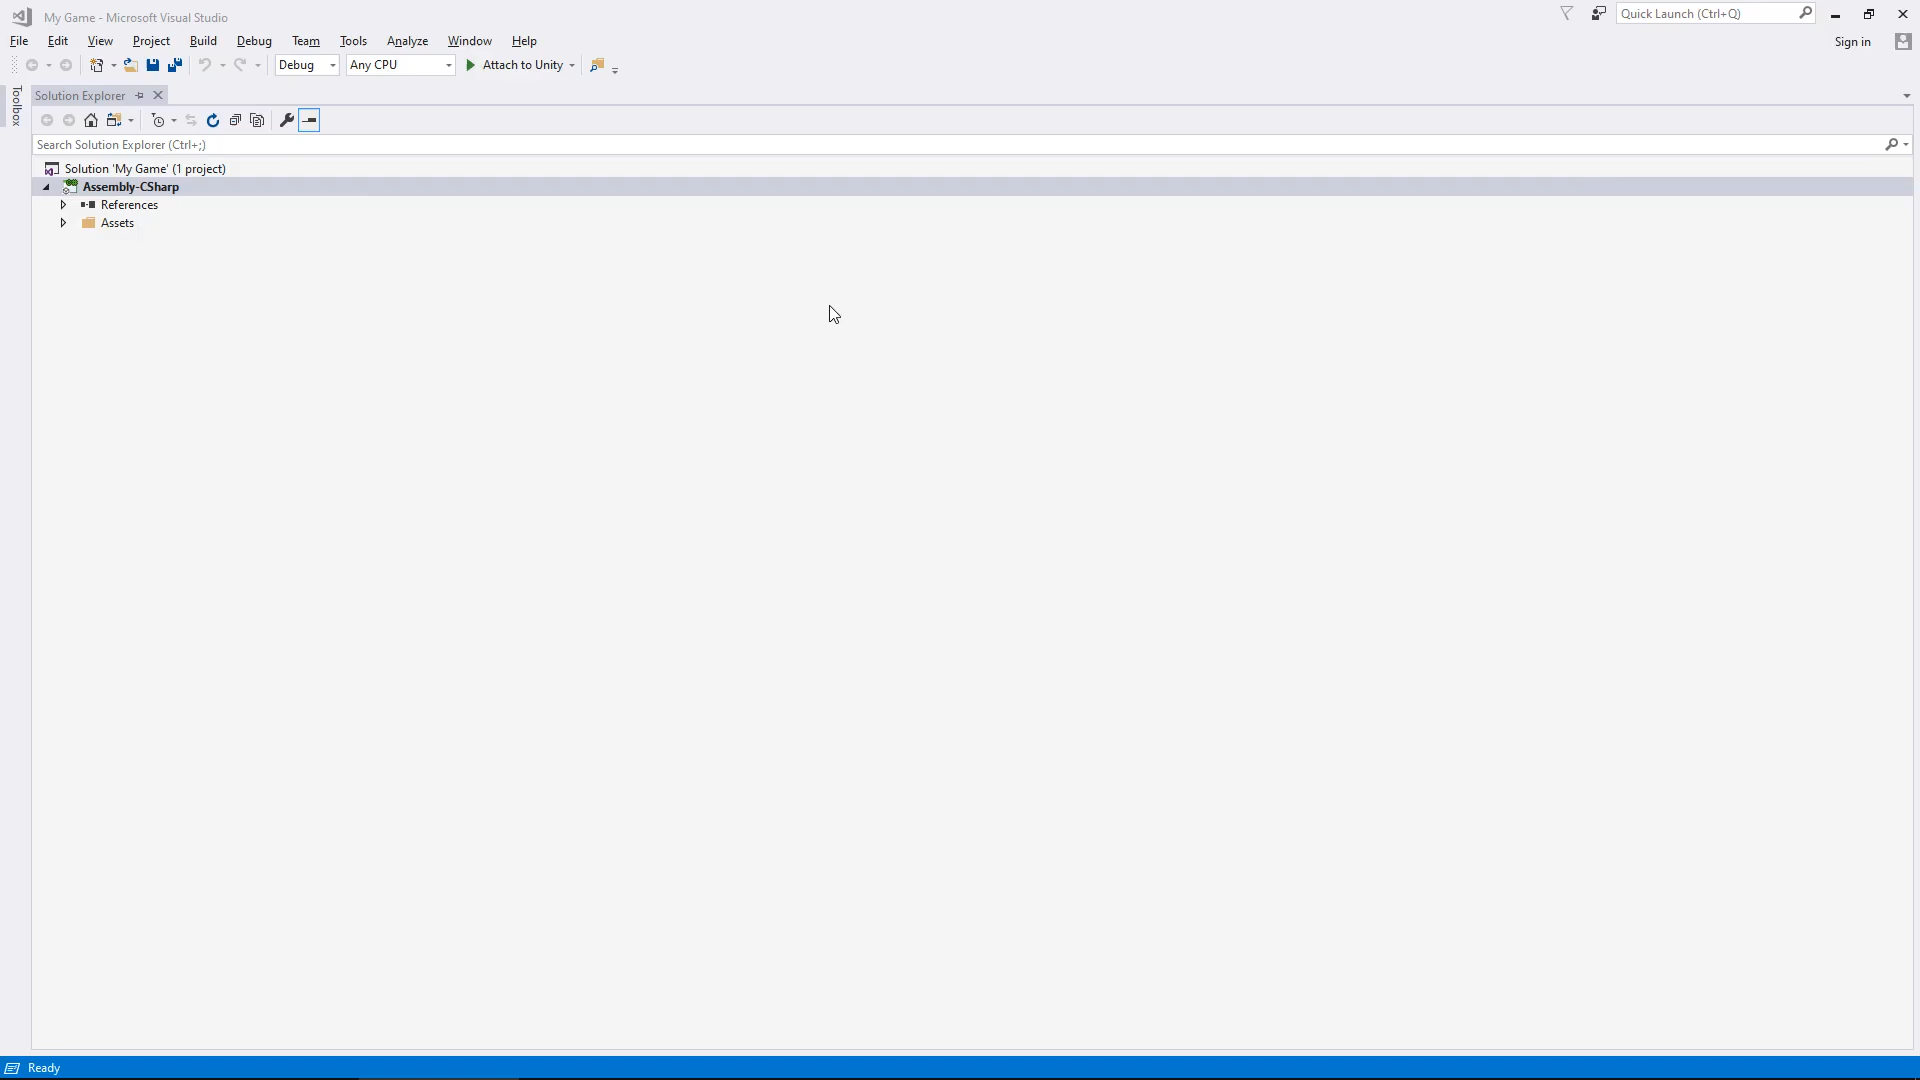 My Game - Microsoft Visual Studio
Quick Launch (Ctrl+Q)
File Edit View Project Build Debug Team Tools Analyze Window Help
Sign in
Debug Any CPU Attach to Unity
Toolbox
Solution Explorer
Search Solution Explorer (Ctrl+;)
Solution 'My Game' (1 project)
Assembly-CSharp
References
Assets
Ready